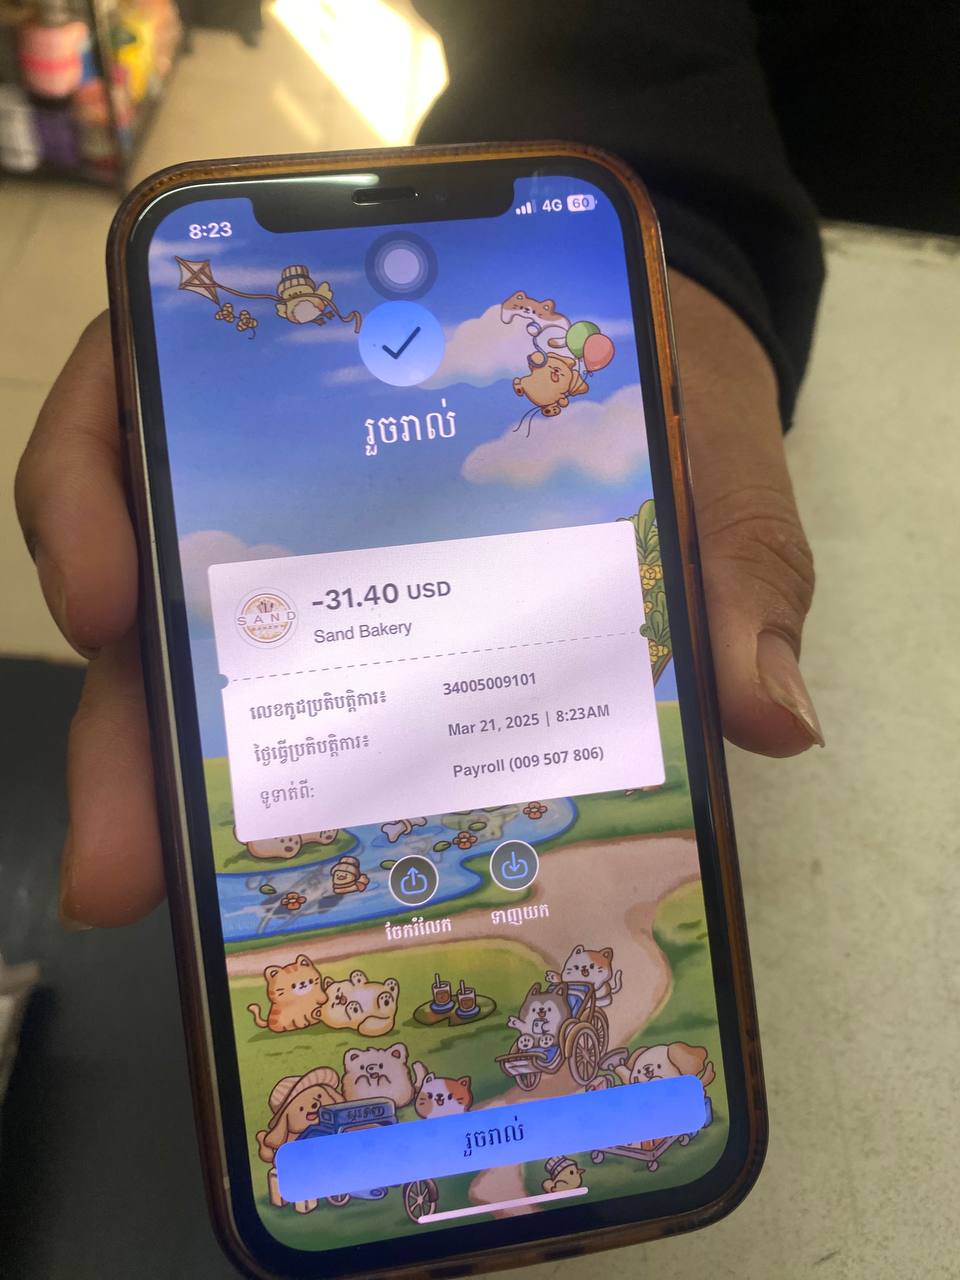 8:23
4G 60
រួចរាល់
SAND
-31.40 USD
Sand Bakery
លេខកូដប្រតិបត្តិការ៖ 34005009101
ថ្ងៃធ្វើប្រតិបត្តិការ៖ Mar 21, 2025 | 8:23AM
ទូទាត់ពី: Payroll (009 507 806)
ចែករំលែក ទាញយក
រួចរាល់